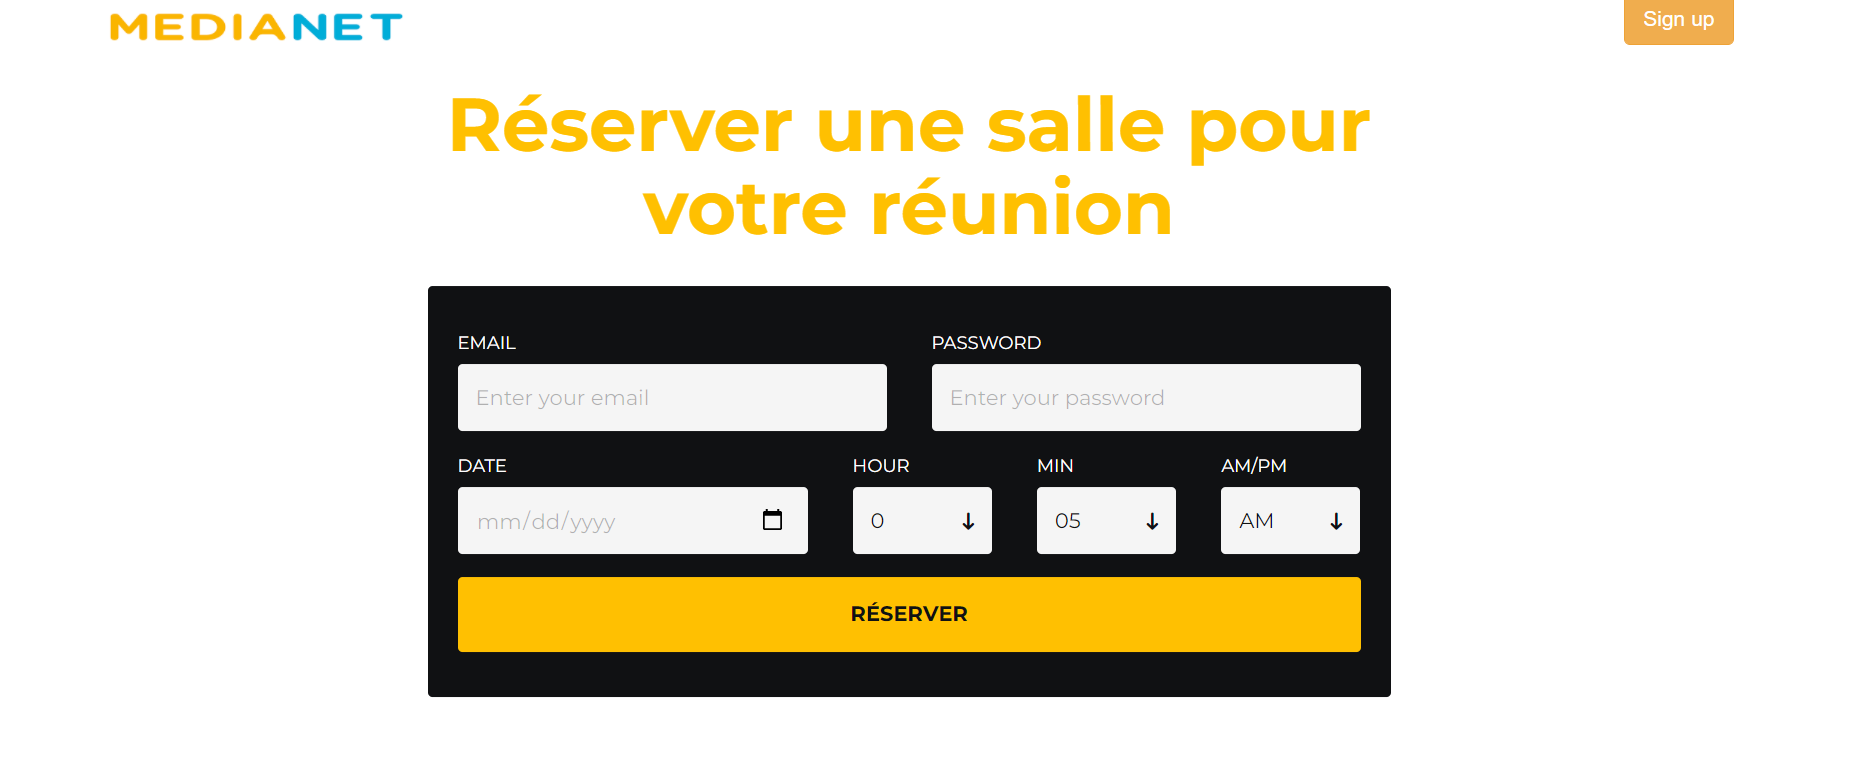 MEDIANET
Sign up
Réserver une salle pour
votre réunion
EMAIL
PASSWORD
Enter your email
Enter your password
DATE
HOUR
MIN
AM/PM
mm/dd/yyyy
0
05
AM
RÉSERVER